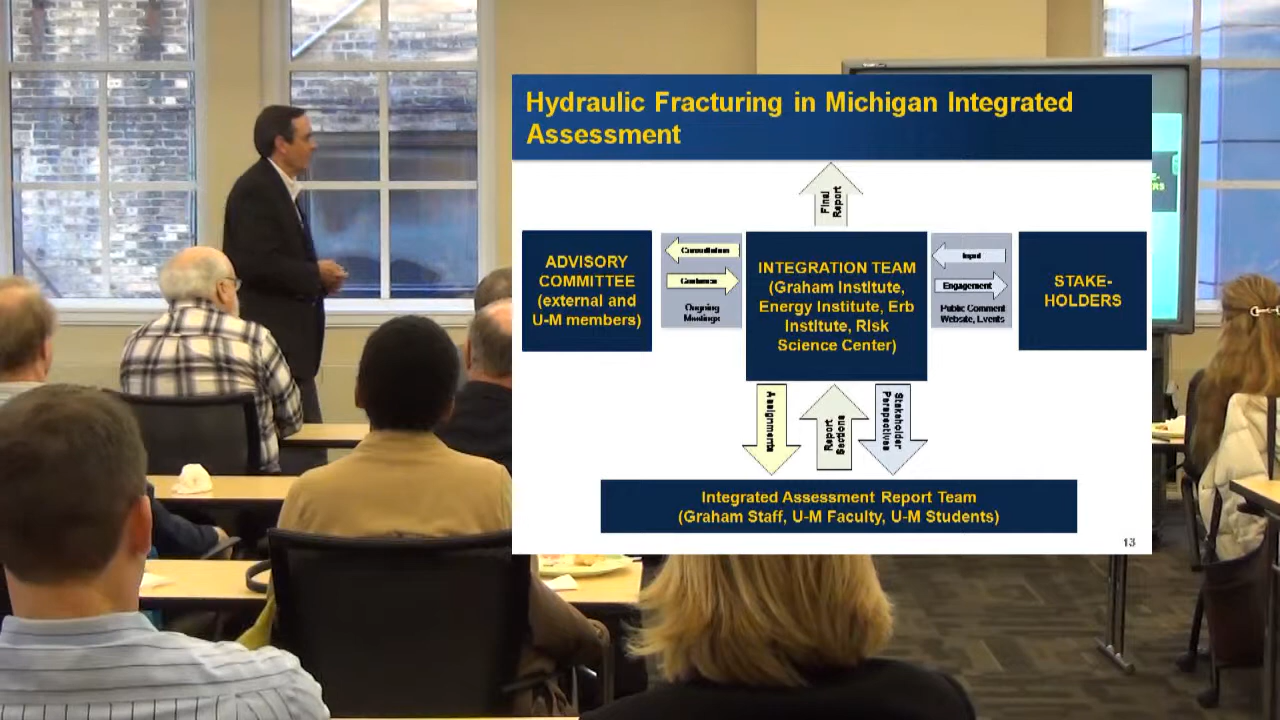 Hydraulic Fracturing in Michigan Integrated
Assessment
Final
Report
ADVISORY
COMMITTEE
(external and
U-M members)
Consultation
Guidance
Ongoing
Meetings
INTEGRATION TEAM
(Graham Institute,
Energy Institute, Erb
Institute, Risk
Science Center)
Input
Engagement
Public Comment
Website, Events
STAKE-
HOLDERS
Assignments
Report
Sections
Stakeholder
Perspectives
Integrated Assessment Report Team
(Graham Staff, U-M Faculty, U-M Students)
13